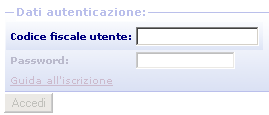 Dati autenticazione:
Codice fiscale utente:
Password:
Guida all'iscrizione
Accedi